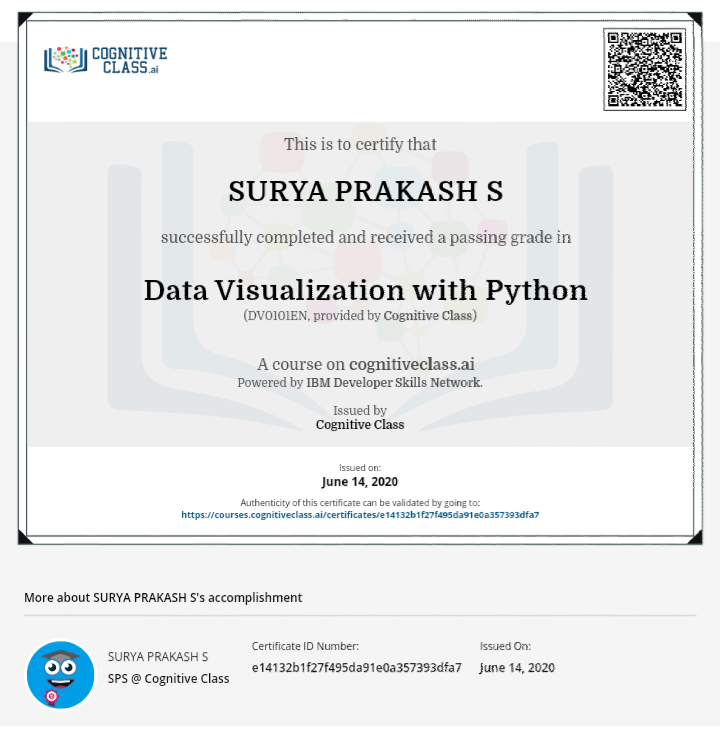 COGNITIVE
CLASS.ai
This is to certify that
SURYA PRAKASH S
successfully completed and received a passing grade in
Data Visualization with Python
(DV0101EN, provided by Cognitive Class)
A course on cognitiveclass.ai
Powered by IBM Developer Skills Network.
Issued by
Cognitive Class
Issued on:
June 14, 2020
Authenticity of this certificate can be validated by going to:
https://courses.cognitiveclass.ai/certificates/e14132b1f27f495da91e0a357393dfa7
More about SURYA PRAKASH S's accomplishment
SURYA PRAKASH S
SPS @ Cognitive Class
Certificate ID Number:
e14132b1f27f495da91e0a357393dfa7
Issued On:
June 14, 2020